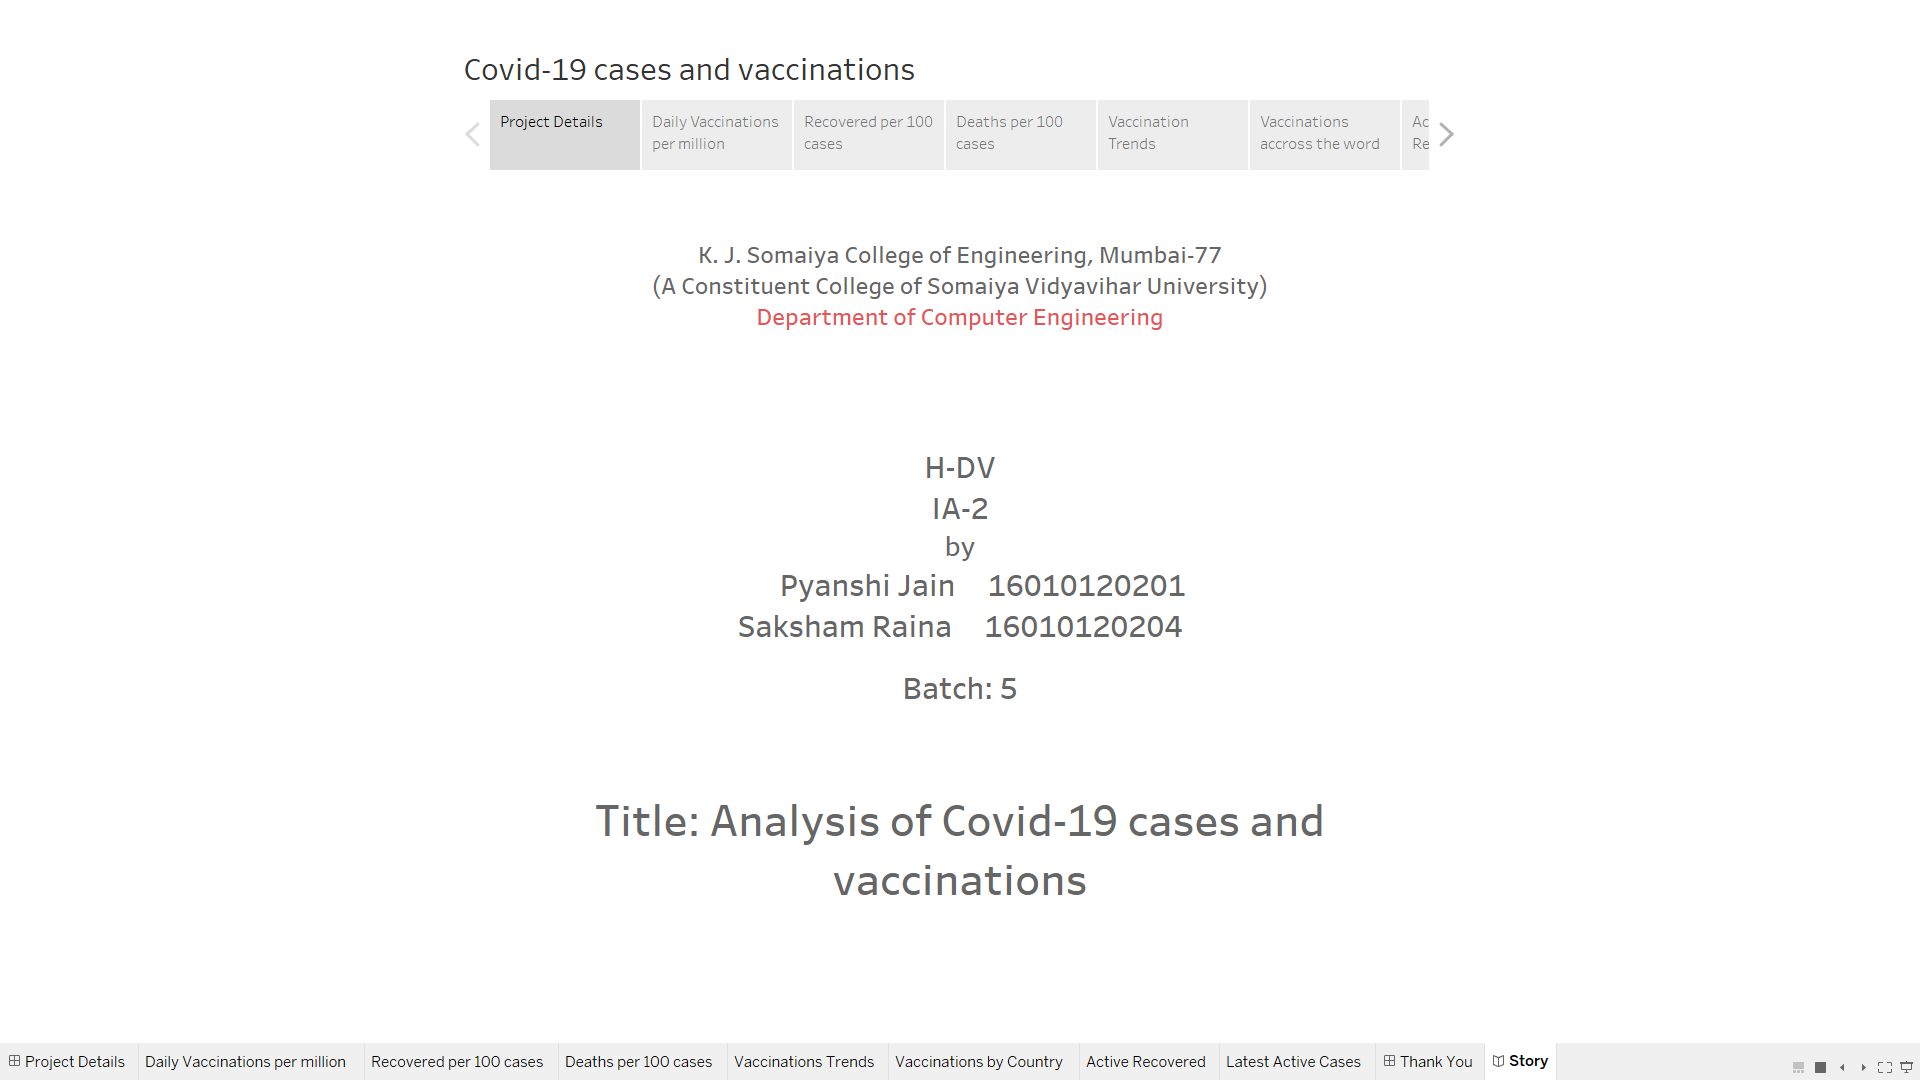 Covid-19 cases and vaccinations
Project Details
Daily Vaccinations
per million
Recovered per 100
cases
Deaths per 100
cases
Vaccination
Trends
Vaccinations
accross the word
Ac
Re
K. J. Somaiya College of Engineering, Mumbai-77
(A Constituent College of Somaiya Vidyavihar University)
Department of Computer Engineering
H-DV
IA-2
by
Pyanshi Jain 16010120201
Saksham Raina 16010120204
Batch: 5
Title: Analysis of Covid-19 cases and
vaccinations
Project Details Daily Vaccinations per million Recovered per 100 cases Deaths per 100 cases Vaccinations Trends Vaccinations by Country Active Recovered Latest Active Cases Thank You Story